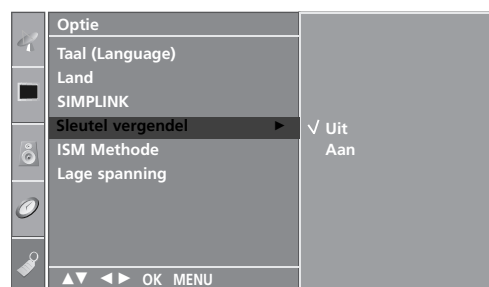 Optie
Taal (Language)
Land
SIMPLINK
Sleutel vergendel ►
ISM Methode
Lage spanning
√ Uit
Aan
▲▼ ◄► OK MENU